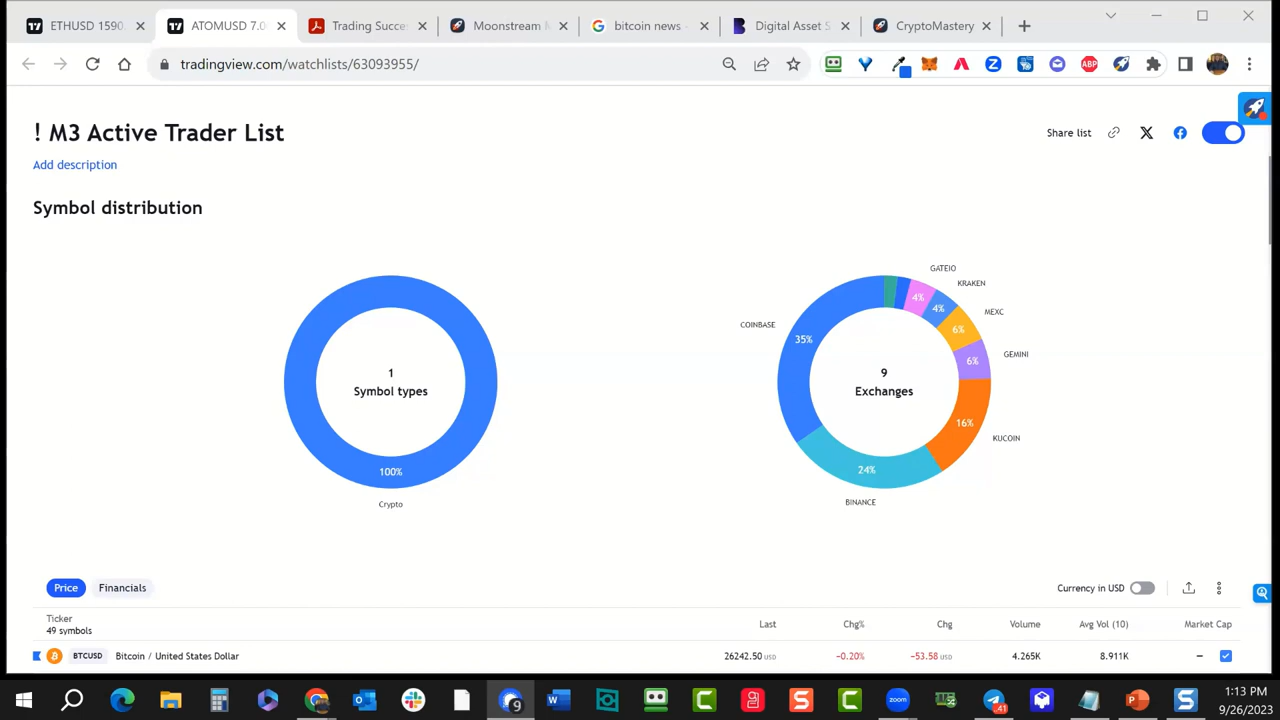 ETHUSD 1590
ATOMUSD 7.0
Trading Succe
Moonstream M
bitcoin news -
Digital Asset S
CryptoMastery
tradingview.com/watchlists/63093955/
ABP
! M3 Active Trader List
Share list
Add description
Symbol distribution
1
Symbol types
100%
Crypto
GATEIO
KRAKEN
MEXC
GEMINI
KUCOIN
BINANCE
COINBASE
4%
4%
6%
6%
16%
24%
35%
9
Exchanges
Price
Financials
Currency in USD
Ticker
49 symbols
Last
Chg%
Chg
Volume
Avg Vol (10)
Market Cap
BTCUSD
Bitcoin / United States Dollar
26242.50 USD
−0.20%
−53.58 USD
4.265K
8.911K
—
zoom
41
9
1:13 PM
9/26/2023